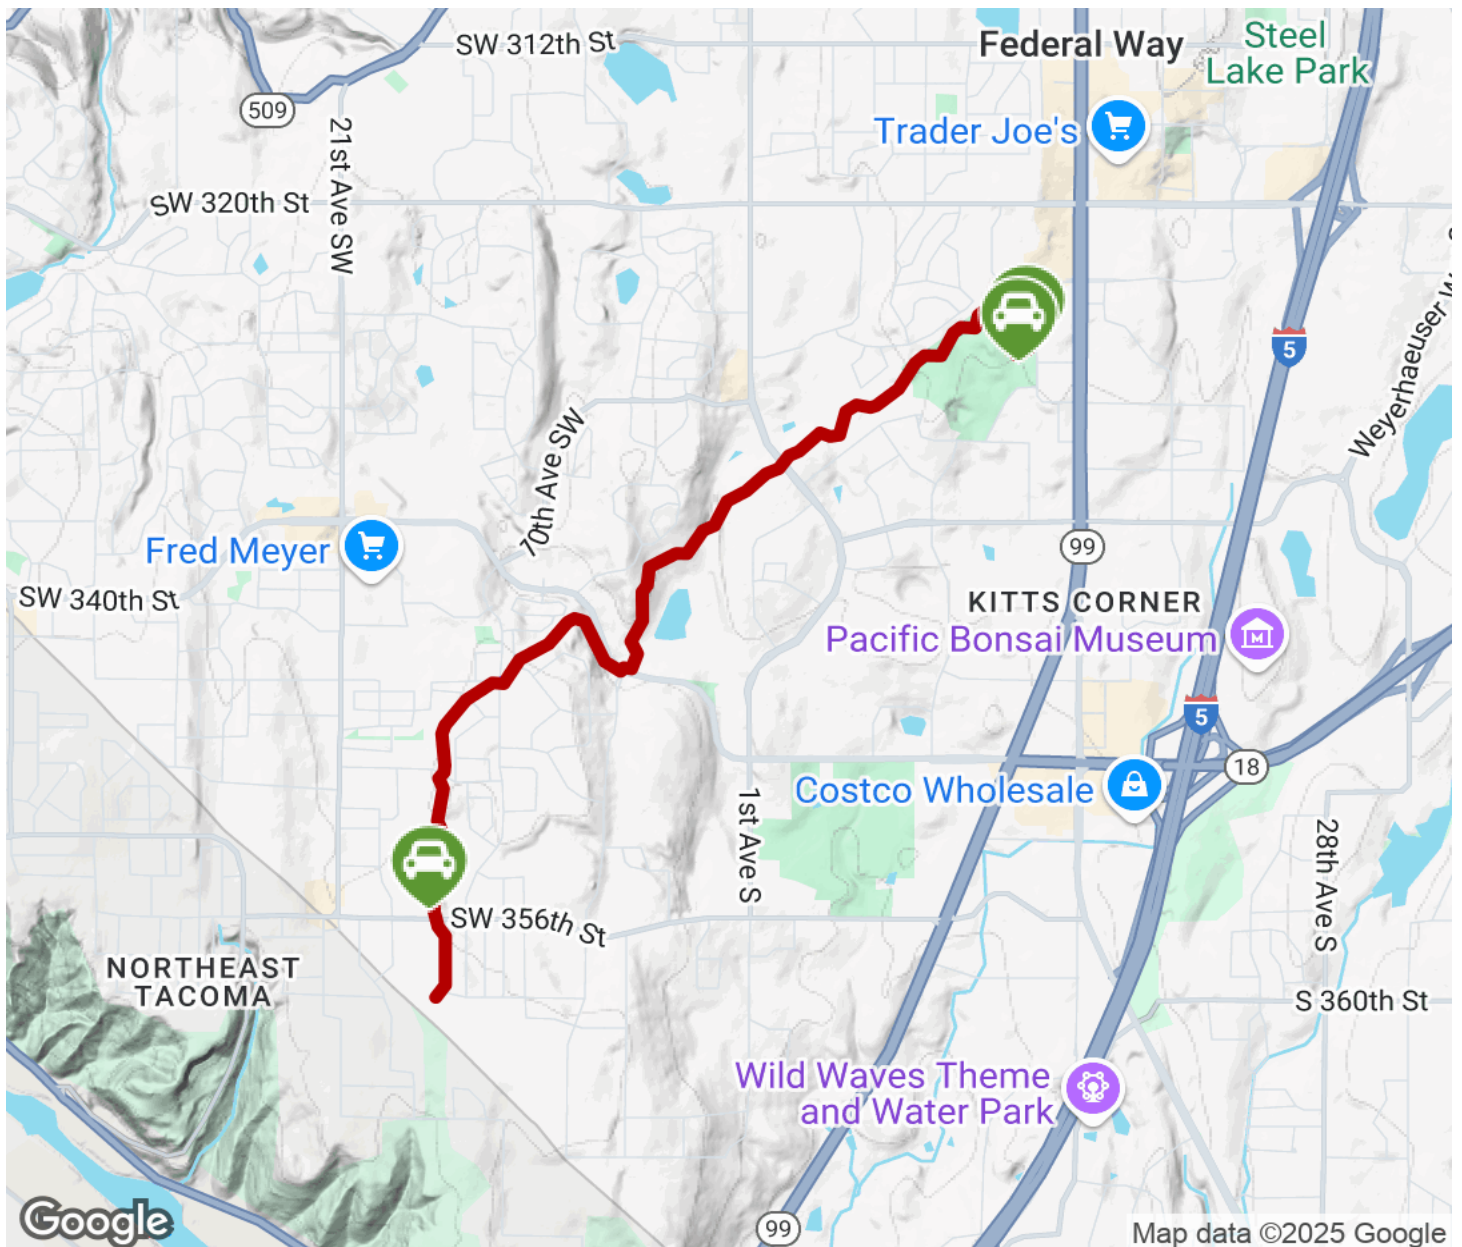 SW 312th St
Federal Way
Steel
Lake Park
509
21st Ave SW
Trader Joe's
SW 320th St
5
Weyerhaeuser W
70th Ave SW
Fred Meyer
99
SW 340th St
KITTS CORNER
Pacific Bonsai Museum
5
18
Costco Wholesale
1st Ave S
28th Ave S
SW 356th St
NORTHEAST
TACOMA
S 360th St
Wild Waves Theme
and Water Park
Google
99
Map data ©2025 Google